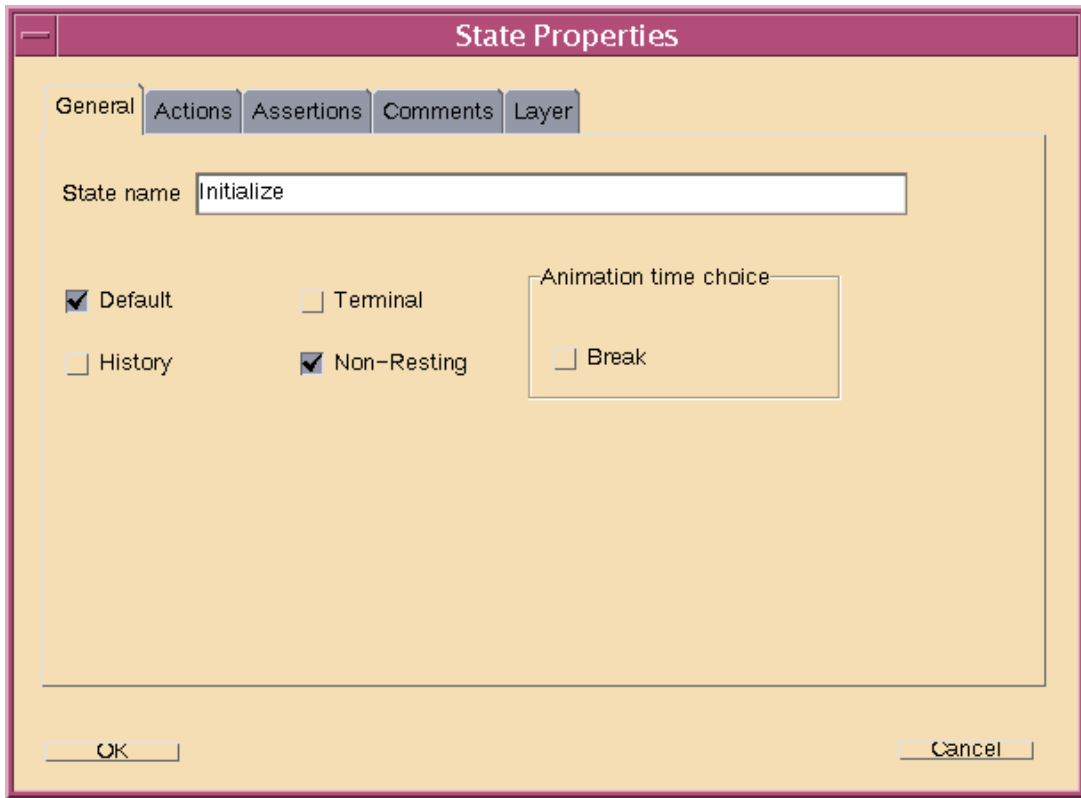 State Properties
General Actions Assertions Comments Layer
State name Initialize
Animation time choice
Default Terminal
History Non-Resting Break
OK Cancel